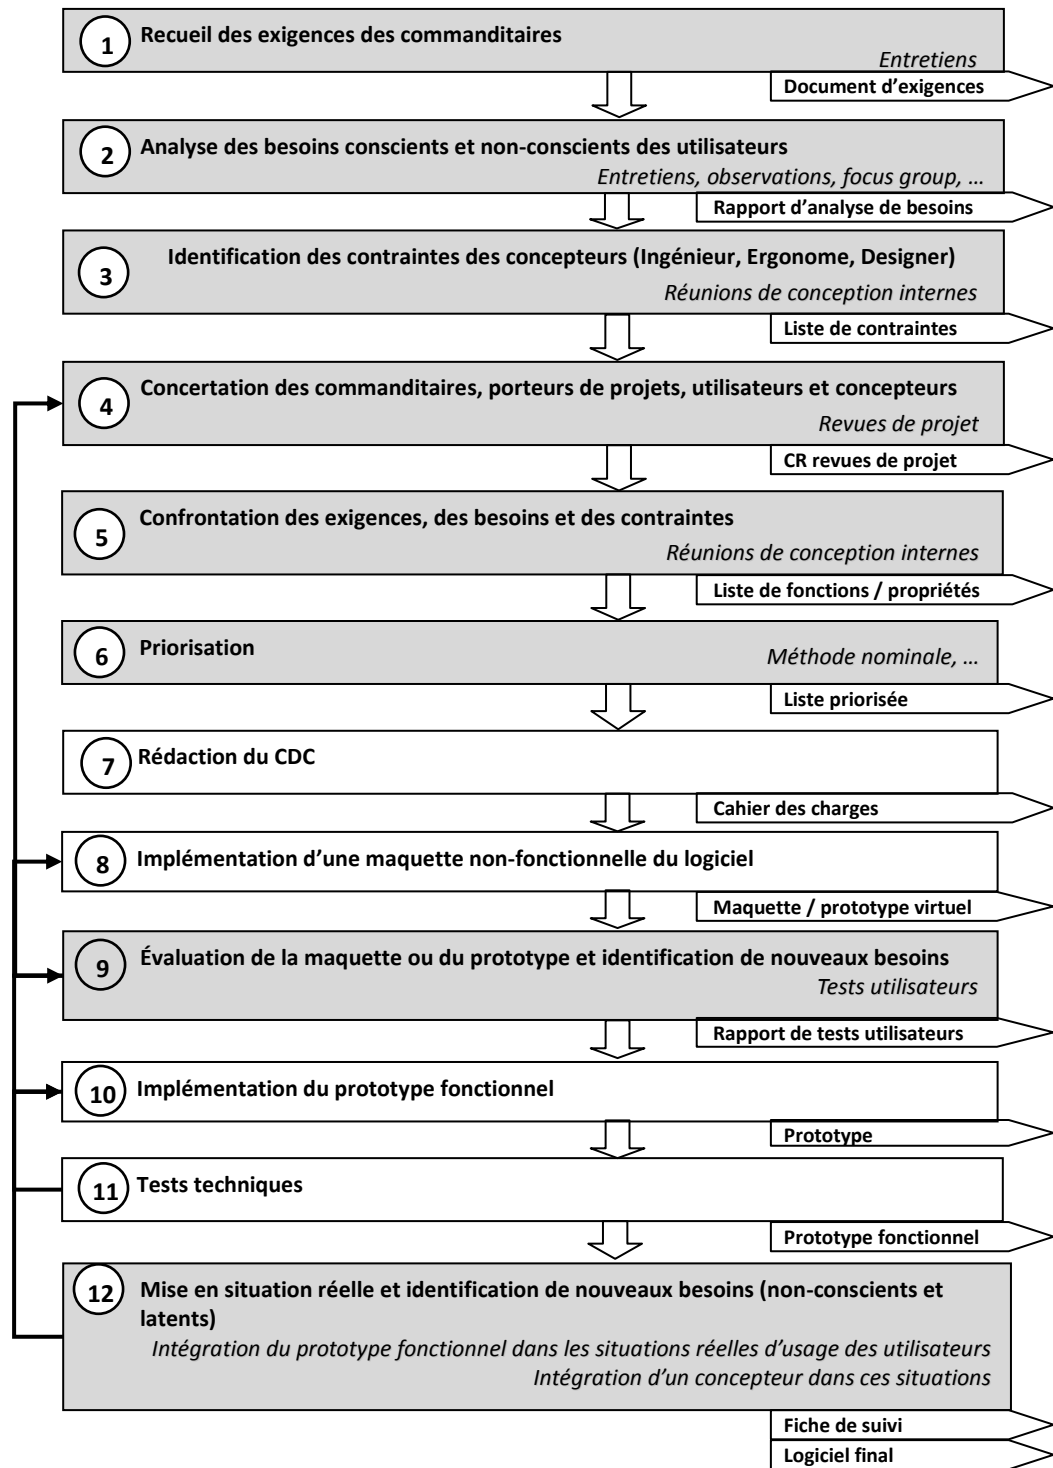 1
Recueil des exigences des commanditaires
Entretiens
Document d’exigences
2
Analyse des besoins conscients et non-conscients des utilisateurs
Entretiens, observations, focus group, ...
Rapport d’analyse de besoins
3
Identification des contraintes des concepteurs (Ingénieur, Ergonome, Designer)
Réunions de conception internes
Liste de contraintes
4
Concertation des commanditaires, porteurs de projets, utilisateurs et concepteurs
Revues de projet
CR revues de projet
5
Confrontation des exigences, des besoins et des contraintes
Réunions de conception internes
Liste de fonctions / propriétés
6
Priorisation
Méthode nominale, ...
Liste priorisée
7
Rédaction du CDC
Cahier des charges
8
Implémentation d’une maquette non-fonctionnelle du logiciel
Maquette / prototype virtuel
9
Évaluation de la maquette ou du prototype et identification de nouveaux besoins
Tests utilisateurs
Rapport de tests utilisateurs
10
Implémentation du prototype fonctionnel
Prototype
11
Tests techniques
Prototype fonctionnel
12
Mise en situation réelle et identification de nouveaux besoins (non-conscients et
latents)
Intégration du prototype fonctionnel dans les situations réelles d’usage des utilisateurs
Intégration d’un concepteur dans ces situations
Fiche de suivi
Logiciel final